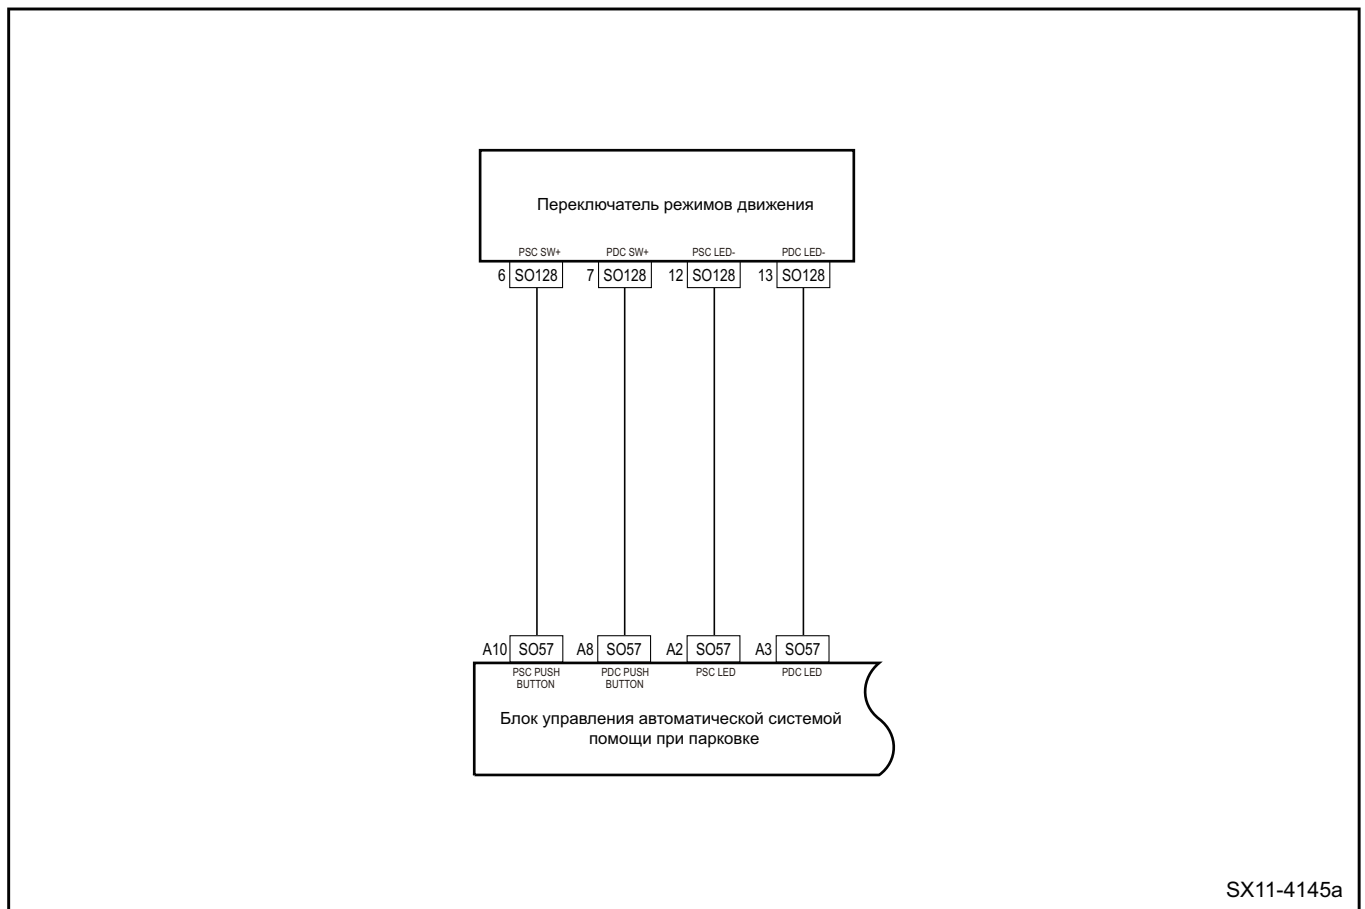 Переключатель режимов движения
PSC SW+ PDC SW+ PSC LED- PDC LED-
6 SO128 7 SO128 12 SO128 13 SO128
A10 SO57 A8 SO57 A2 SO57 A3 SO57
PSC PUSH PDC PUSH PSC LED PDC LED
BUTTON BUTTON
Блок управления автоматической системой
помощи при парковке
SX11-4145a